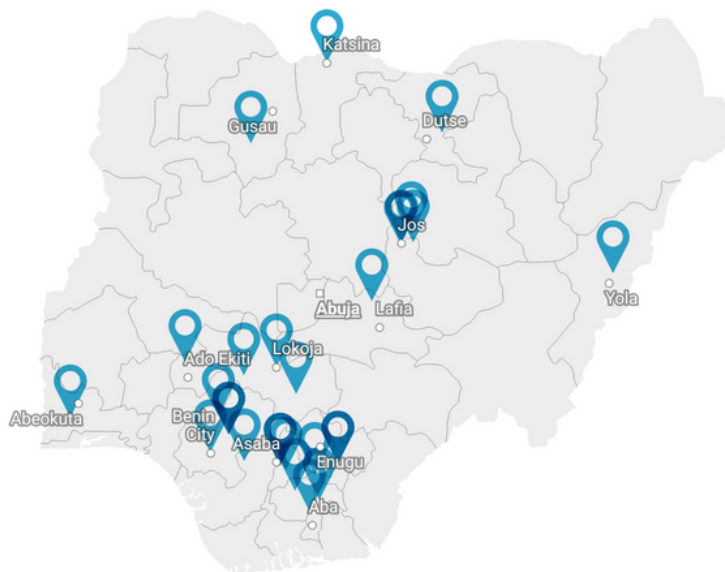 Katsina
Gusau
Dutse
Jos
Yola
Abuja
Lafia
Ado Ekiti
Lokoja
Abeokuta
Benin
City
Asaba
Enugu
Aba